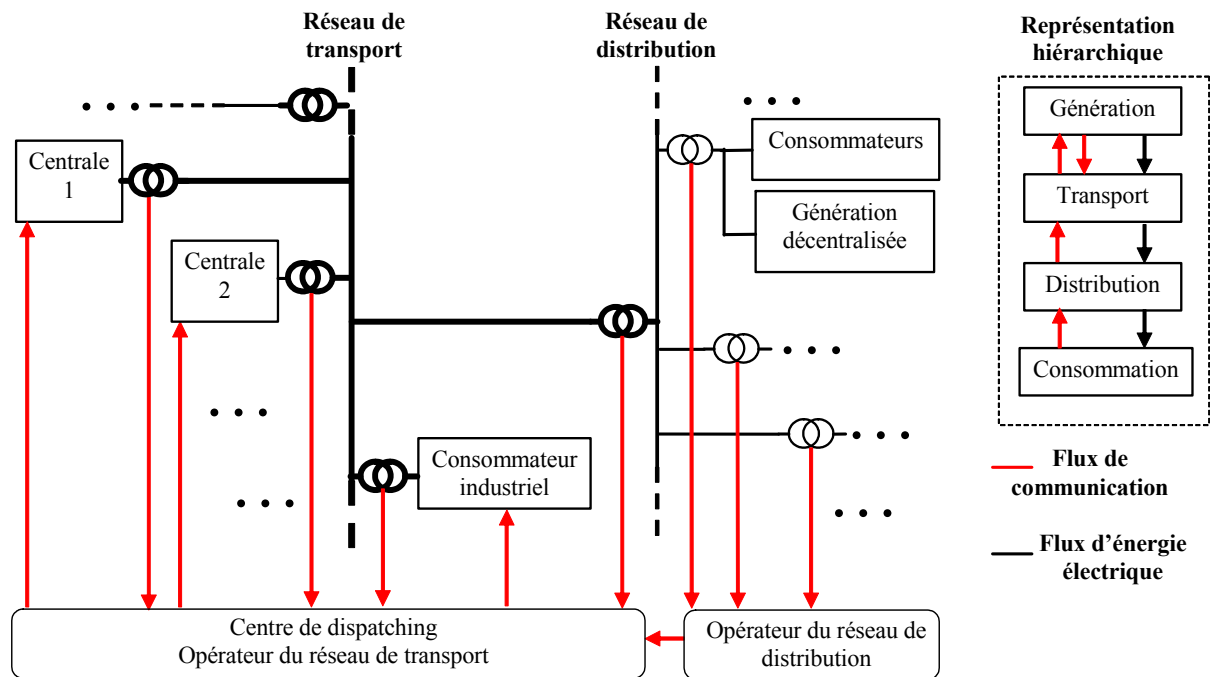 Réseau de
transport
Réseau de
distribution
Représentation
hiérarchique
Centrale
1
Centrale
2
Consommateur
industriel
Consommateurs
Génération
décentralisée
Génération
Transport
Distribution
Consommation
Flux de
communication
Flux d'énergie
électrique
Centre de dispatching
Opérateur du réseau de transport
Opérateur du réseau de
distribution